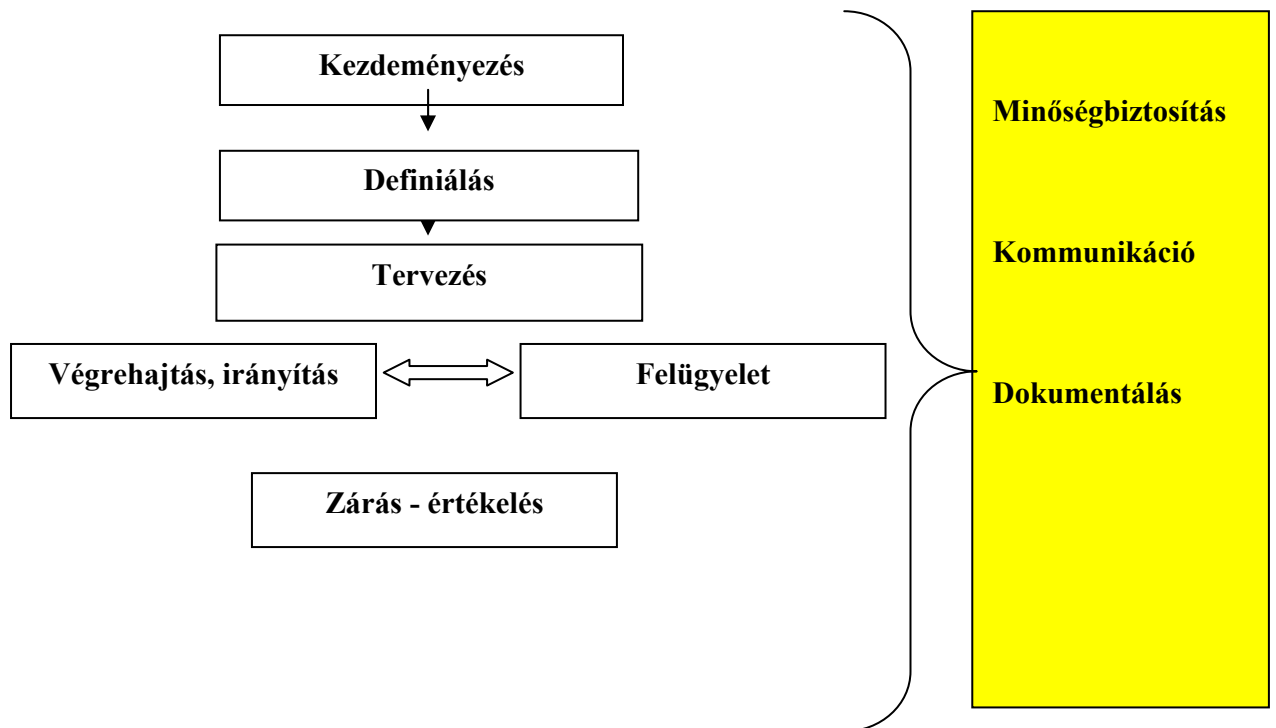 Kezdeményezés
Definiálás
Tervezés
Végrehajtás, irányítás
Felügyelet
Zárás - értékelés
Minőségbiztosítás
Kommunikáció
Dokumentálás